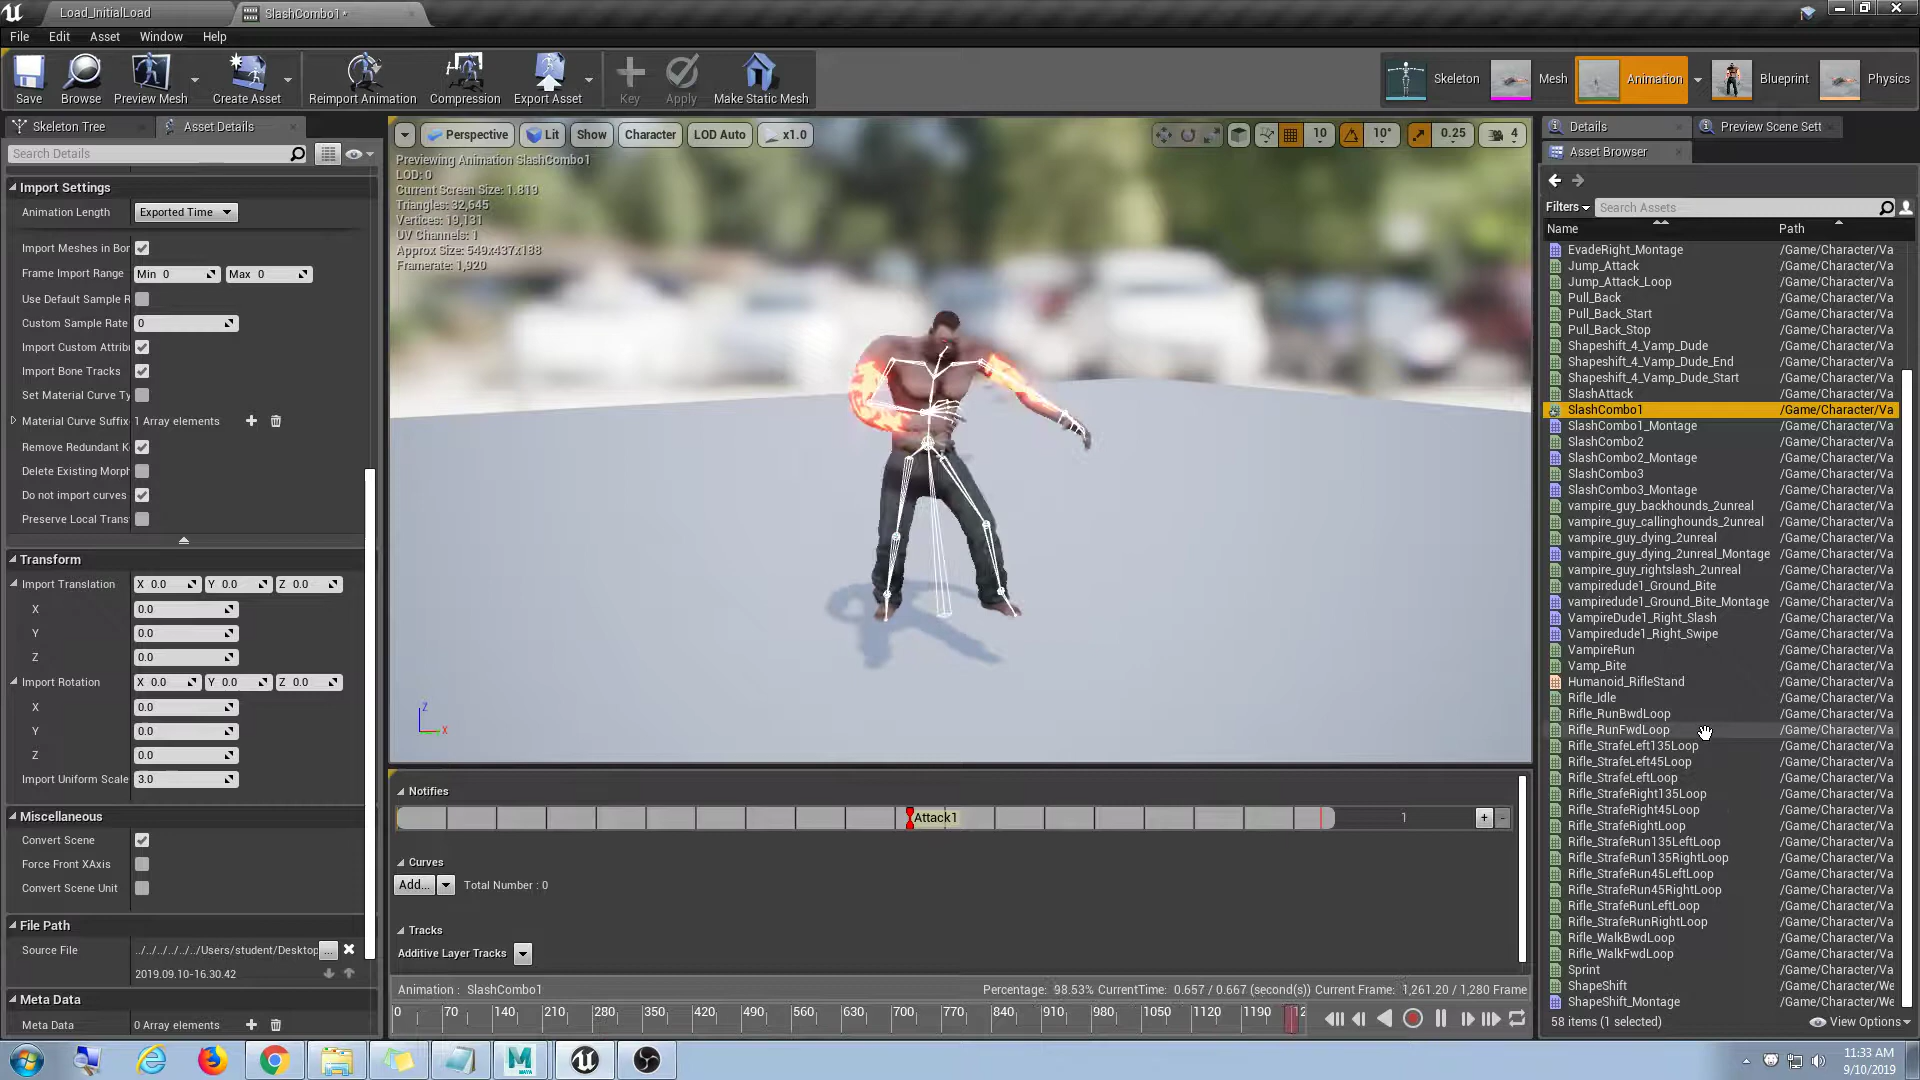 Load_InitialLoad
SlashCombo1*
File Edit Asset Window Help
Save Browse Preview Mesh Create Asset Reimport Animation Compression Export Asset Key Apply Make Static Mesh
Skeleton Mesh Animation Blueprint Physics
Skeleton Tree Asset Details
Search Details
Import Settings
Animation Length Exported Time
Import Meshes in Bor
Frame Import Range Min 0 Max 0
Use Default Sample R
Custom Sample Rate 0
Import Custom Attrib
Import Bone Tracks
Set Material Curve Ty
Material Curve Suffix 1 Array elements
Remove Redundant K
Delete Existing Morph
Do not import curves
Preserve Local Trans
Transform
Import Translation X 0.0 Y 0.0 Z 0.0
X 0.0
Y 0.0
Z 0.0
Import Rotation X 0.0 Y 0.0 Z 0.0
X 0.0
Y 0.0
Z 0.0
Import Uniform Scale 3.0
Miscellaneous
Convert Scene
Force Front XAxis
Convert Scene Unit
File Path
Source File ../../../../../Users/student/Desktop ...
2019.09.10-16.30.42
Meta Data
Meta Data 0 Array elements
Perspective Lit Show Character LOD Auto x1.0
10 10° 0.25 4
Previewing Animation SlashCombo1
LOD: 0
Current Screen Size: 1.819
Triangles: 32,645
Vertices: 19,131
UV Channels: 1
Approx Size: 549x437x188
Framerate: 1,920
Z
X
Notifies
Attack1 1 + -
Curves
Add... Total Number : 0
Tracks
Additive Layer Tracks
Animation : SlashCombo1 Percentage: 98.53% CurrentTime: 0.657 / 0.667 (second(s)) Current Frame: 1,261.20 / 1,280 Frame
0 70 140 210 280 350 420 490 560 630 700 770 840 910 980 1050 1120 1190 12
Details Preview Scene Sett
Asset Browser
Filters Search Assets
Name Path
EvadeRight_Montage /Game/Character/Va
Jump_Attack /Game/Character/Va
Jump_Attack_Loop /Game/Character/Va
Pull_Back /Game/Character/Va
Pull_Back_Start /Game/Character/Va
Pull_Back_Stop /Game/Character/Va
Shapeshift_4_Vamp_Dude /Game/Character/Va
Shapeshift_4_Vamp_Dude_End /Game/Character/Va
Shapeshift_4_Vamp_Dude_Start /Game/Character/Va
SlashAttack /Game/Character/Va
SlashCombo1 /Game/Character/Va
SlashCombo1_Montage /Game/Character/Va
SlashCombo2 /Game/Character/Va
SlashCombo2_Montage /Game/Character/Va
SlashCombo3 /Game/Character/Va
SlashCombo3_Montage /Game/Character/Va
vampire_guy_backhounds_2unreal /Game/Character/Va
vampire_guy_callinghounds_2unreal /Game/Character/Va
vampire_guy_dying_2unreal /Game/Character/Va
vampire_guy_dying_2unreal_Montage /Game/Character/Va
vampire_guy_rightslash_2unreal /Game/Character/Va
vampiredude1_Ground_Bite /Game/Character/Va
vampiredude1_Ground_Bite_Montage /Game/Character/Va
VampireDude1_Right_Slash /Game/Character/Va
Vampiredude1_Right_Swipe /Game/Character/Va
VampireRun /Game/Character/Va
Vamp_Bite /Game/Character/Va
Humanoid_RifleStand /Game/Character/Va
Rifle_Idle /Game/Character/Va
Rifle_RunBwdLoop /Game/Character/Va
Rifle_RunFwdLoop /Game/Character/Va
Rifle_StrafeLeft135Loop /Game/Character/Va
Rifle_StrafeLeft45Loop /Game/Character/Va
Rifle_StrafeLeftLoop /Game/Character/Va
Rifle_StrafeRight135Loop /Game/Character/Va
Rifle_StrafeRight45Loop /Game/Character/Va
Rifle_StrafeRightLoop /Game/Character/Va
Rifle_StrafeRun135LeftLoop /Game/Character/Va
Rifle_StrafeRun135RightLoop /Game/Character/Va
Rifle_StrafeRun45LeftLoop /Game/Character/Va
Rifle_StrafeRun45RightLoop /Game/Character/Va
Rifle_StrafeRunLeftLoop /Game/Character/Va
Rifle_StrafeRunRightLoop /Game/Character/Va
Rifle_WalkBwdLoop /Game/Character/Va
Rifle_WalkFwdLoop /Game/Character/Va
Sprint /Game/Character/Va
ShapeShift /Game/Character/We
ShapeShift_Montage /Game/Character/We
58 items (1 selected) View Options
11:33 AM
9/10/2019